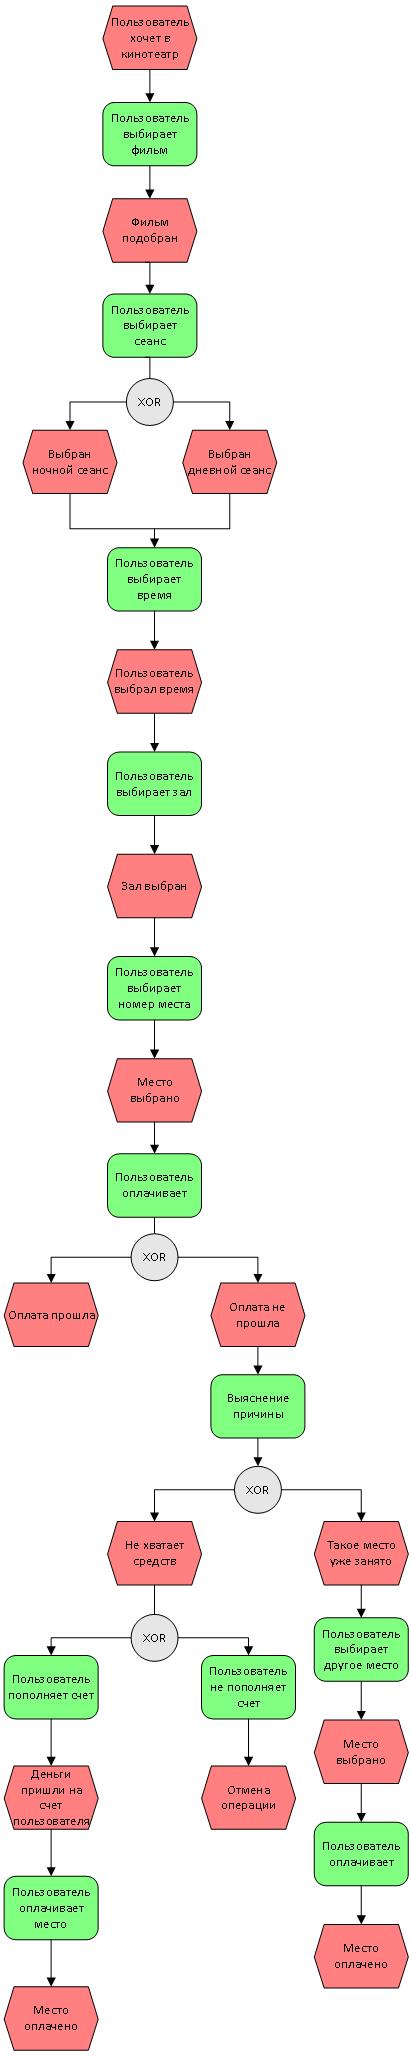 Пользователь
хочет в
кинотеатр
Пользователь
выбирает
фильм
Фильм
подобран
Пользователь
выбирает
сеанс
XOR
Выбран
ночной сеанс
Выбран
дневной сеанс
Пользователь
выбирает
время
Пользователь
выбрал время
Пользователь
выбирает зал
Зал выбран
Пользователь
выбирает
номер места
Место
выбрано
Пользователь
оплачивает
XOR
Оплата прошла
Оплата не
прошла
Выяснение
причины
XOR
Не хватает
средств
Такое место
уже занято
XOR
Пользователь
пополняет счет
Пользователь
не пополняет
счет
Пользователь
выбирает
другое место
Деньги
пришли на
счет
пользователя
Отмена
операции
Место
выбрано
Пользователь
оплачивает
место
Пользователь
оплачивает
Место
оплачено
Место
оплачено